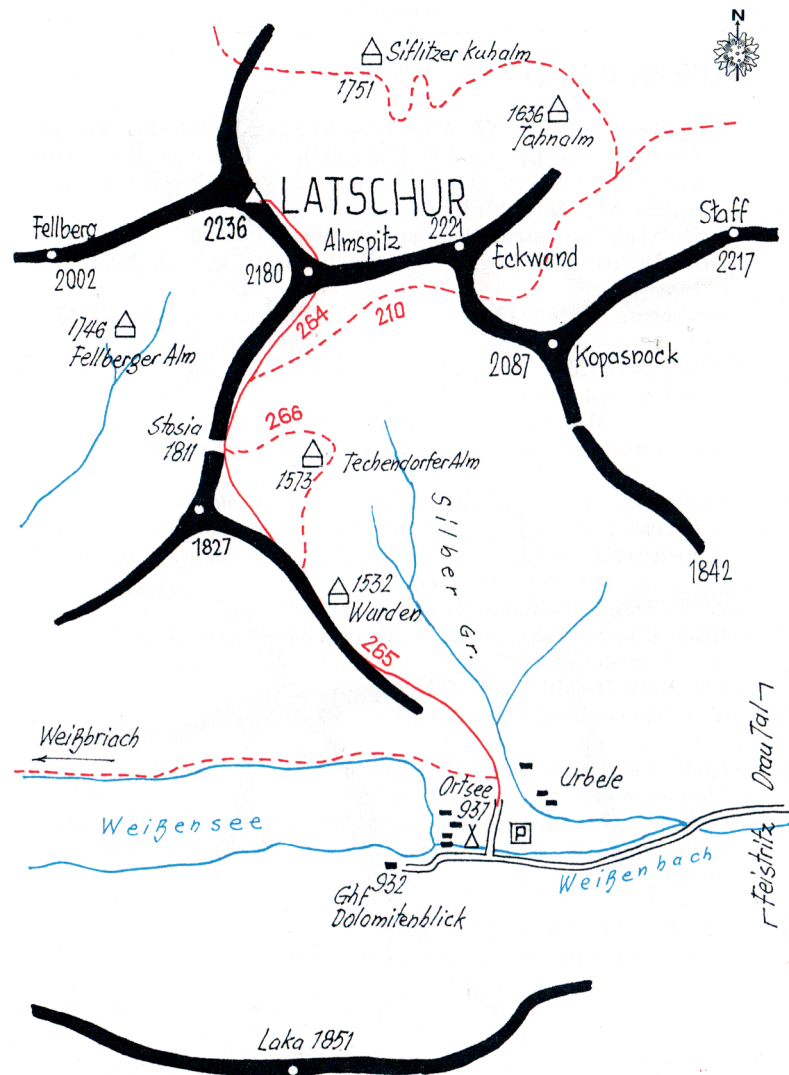 N
Siflitzer Kuhalm
1751
1636
Jahnalm
LATSCHUR
2236
Fellberg
2002
Almspitz
2180
2221
Eckwand
Staff
2217
1746
Fellberger Alm
264
210
2087
Kopasnock
Stosia
1811
266
1573
Techendorfer Alm
1827
Silber Gr.
1842
1532
Warden
265
Weißbriach
Weißensee
Ortsee
937
P
Urbele
Weißenbach
Drau Tal
Feistritz
932
Ghf
Dolomitenblick
Laka 1851